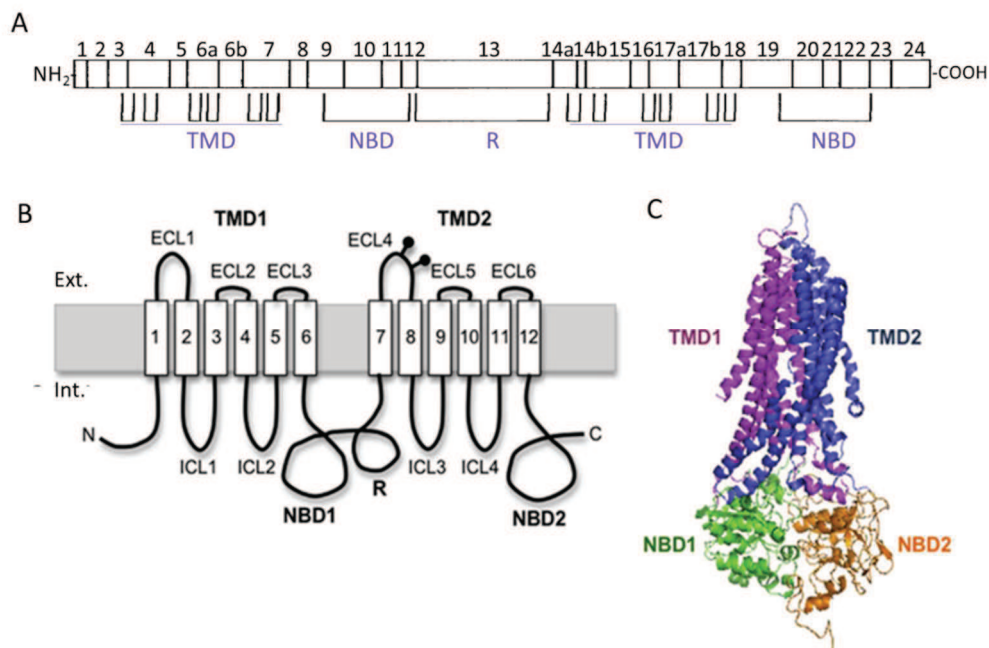 A
1 2 3 4 5 6a 6b 7 8 9 10 11 12 13 14a 14b 15 16 17a 17b 18 19 20 21 22 23 24
NH2- -COOH
TMD NBD R TMD NBD
B
TMD1 TMD2
ECL1 ECL2 ECL3 ECL4 ECL5 ECL6
Ext.
1 2 3 4 5 6 7 8 9 10 11 12
Int.
N C
ICL1 ICL2 ICL3 ICL4
R
NBD1 NBD2
C
TMD1 TMD2
NBD1 NBD2